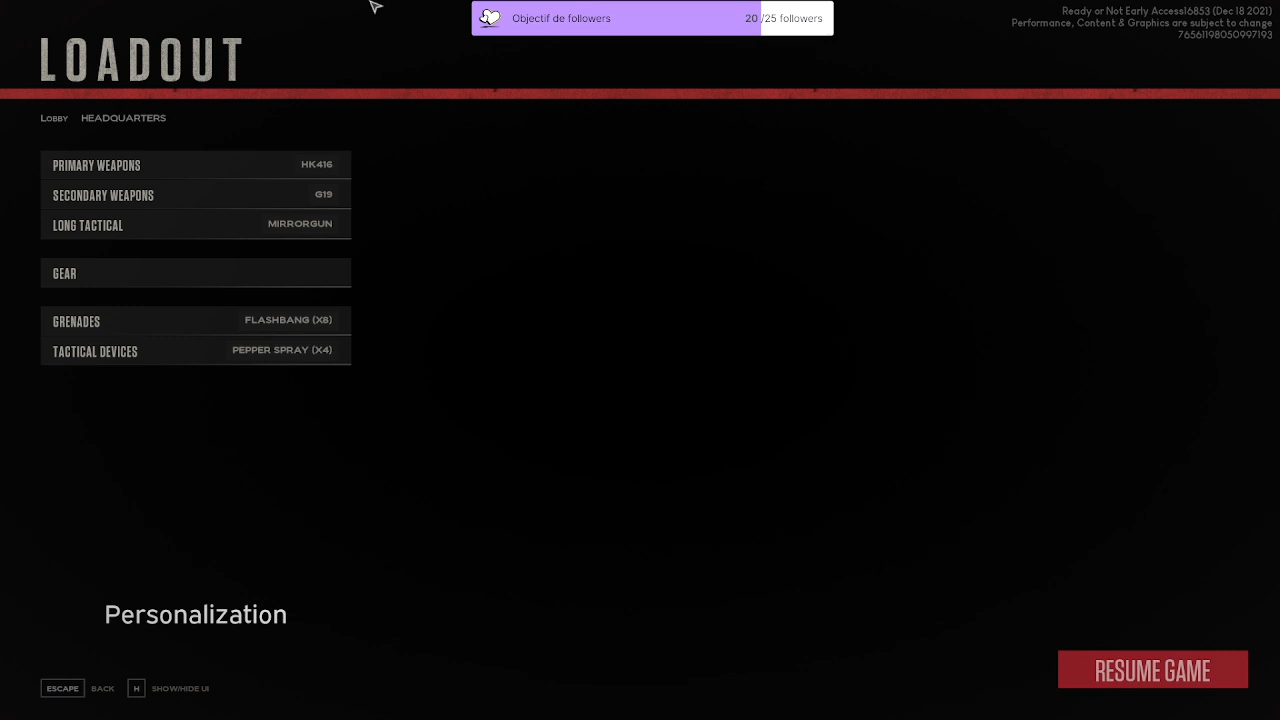 Objectif de followers 20 /25 followers
Ready or Not Early Access16853 (Dec 18 2021)
Performance, Content & Graphics are subject to change
76561198050997193
LOADOUT
LOBBY HEADQUARTERS
PRIMARY WEAPONS HK416
SECONDARY WEAPONS G19
LONG TACTICAL MIRRORGUN
GEAR
GRENADES FLASHBANG (X8)
TACTICAL DEVICES PEPPER SPRAY (X4)
Personalization
RESUME GAME
ESCAPE BACK H SHOW/HIDE UI